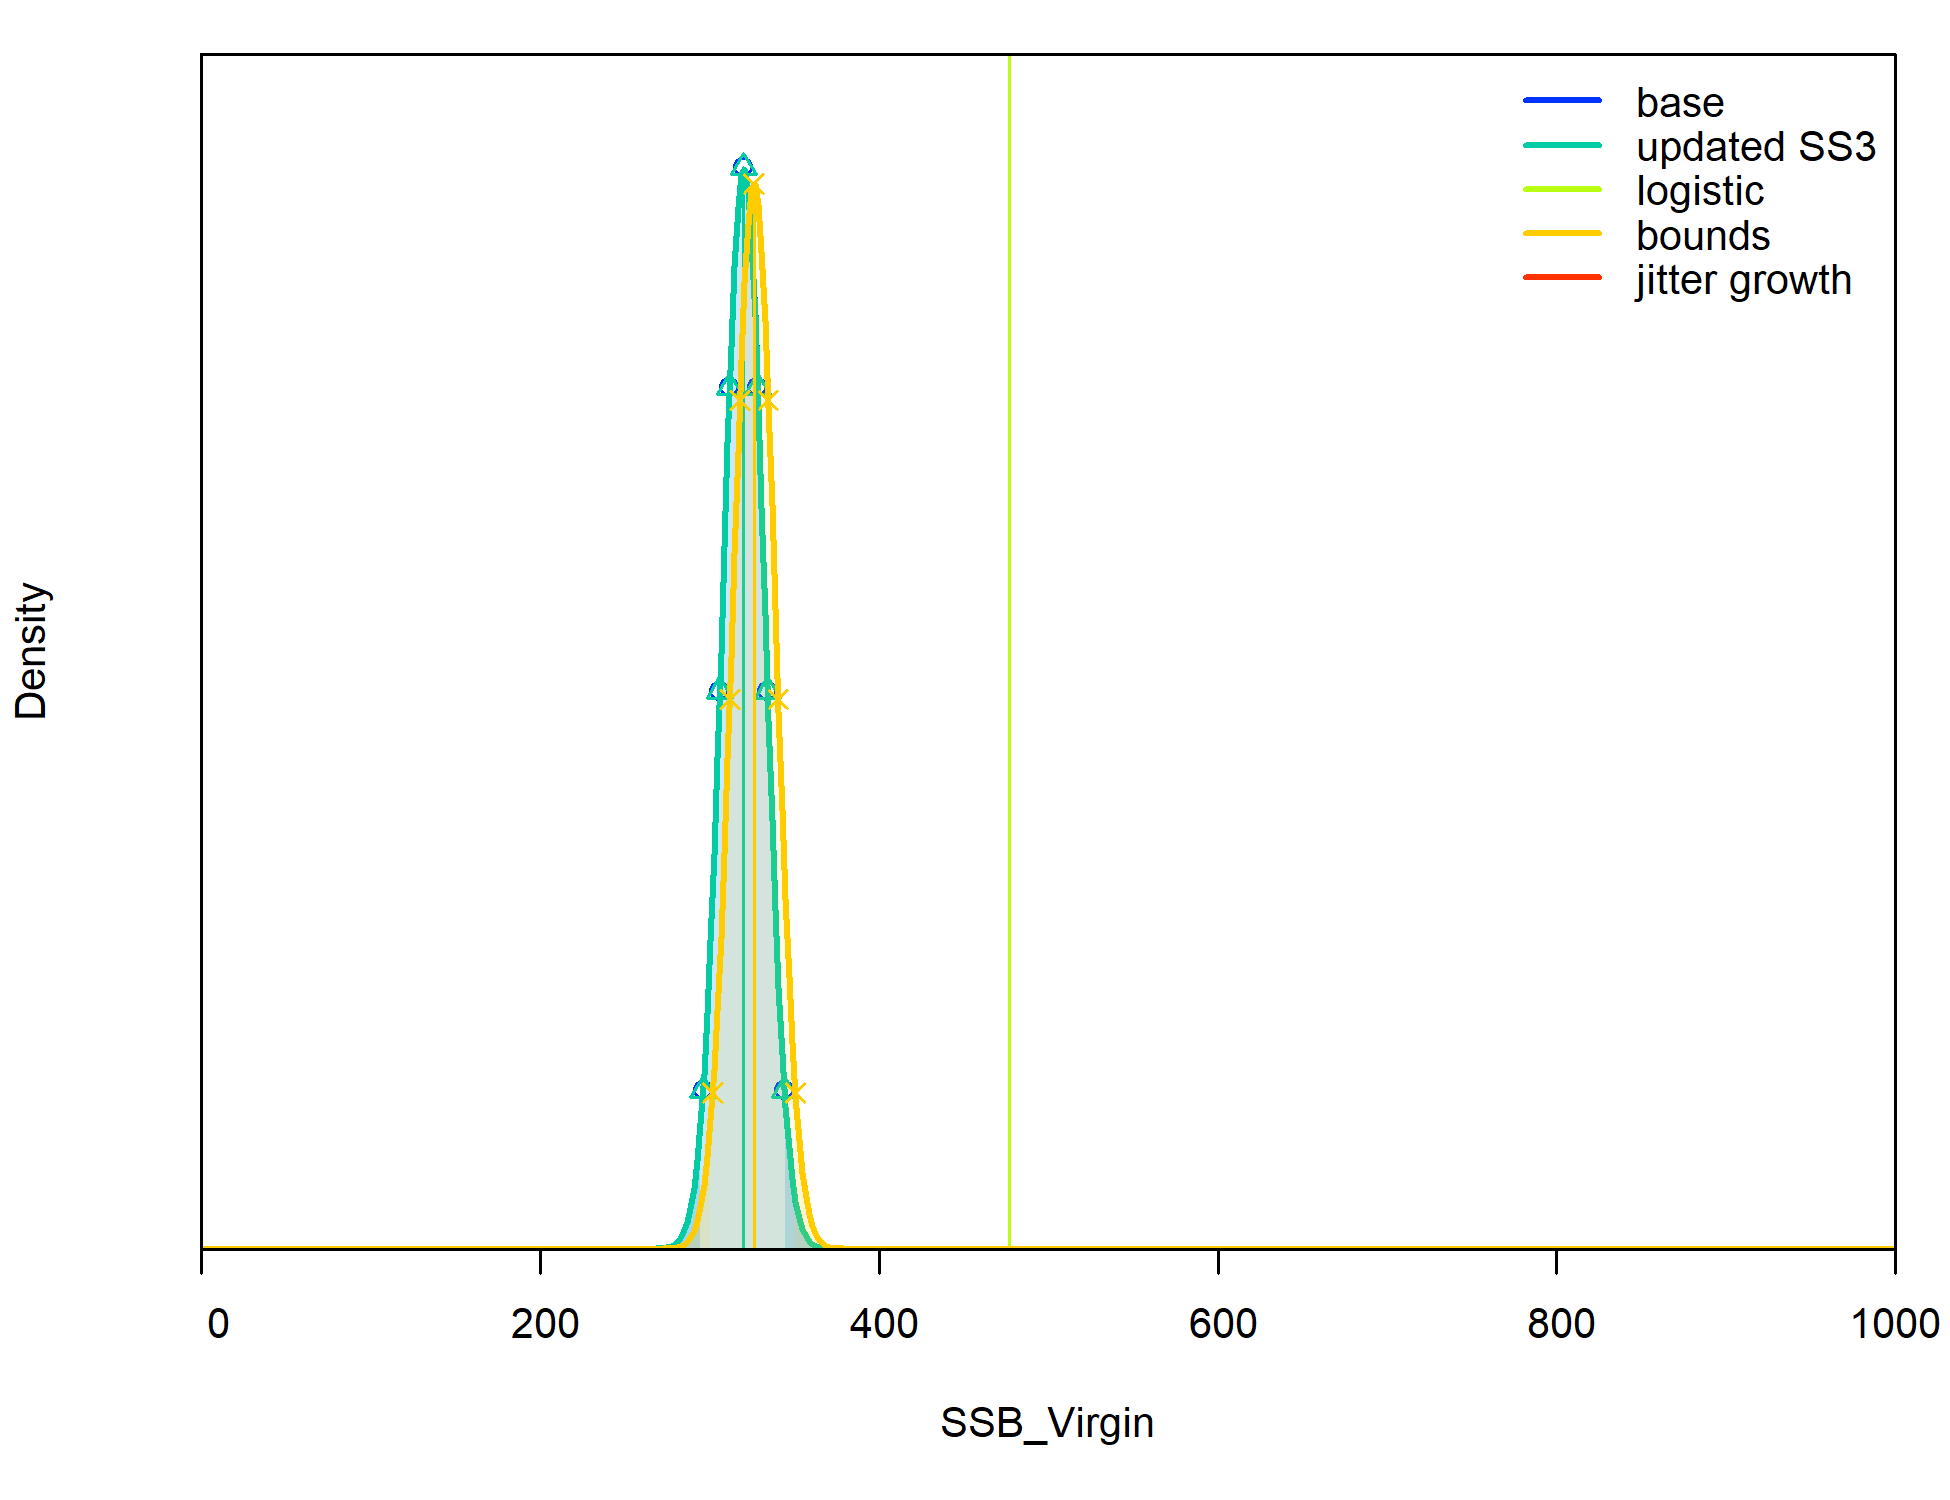 base
updated SS3
logistic
bounds
jitter growth
Density
0 200 400 600 800 1000
SSB_Virgin